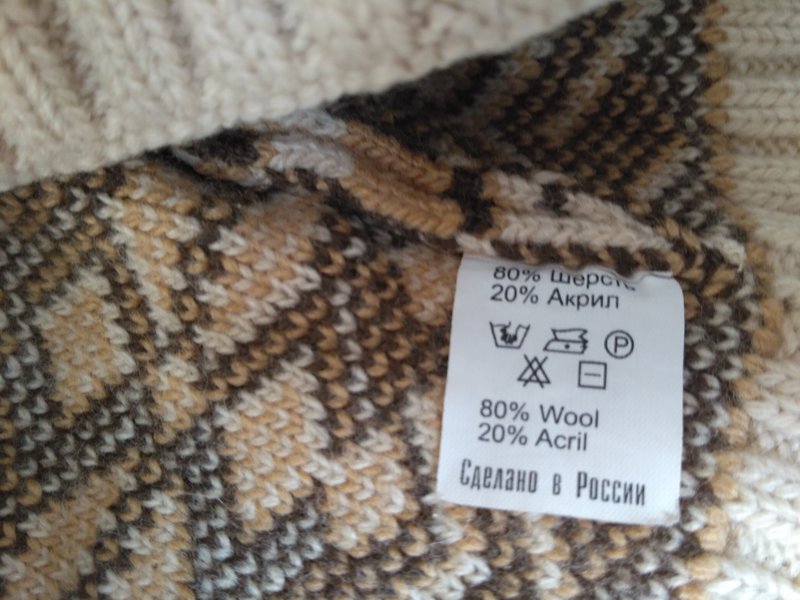 80% Шерсть
20% Акрил
P
80% Wool
20% Acril
Сделано в России